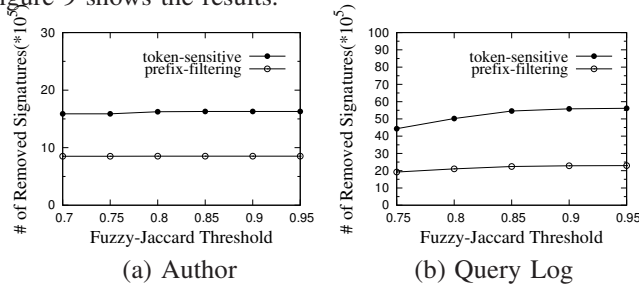 igure 9 shows the results.
# of Removed Signatures(*10^5)
30
20
10
0
token-sensitive
prefix-filtering
0.7 0.75 0.8 0.85 0.9 0.95
Fuzzy-Jaccard Threshold
(a) Author
# of Removed Signatures(*10^5)
100
90
80
70
60
50
40
30
20
10
0
token-sensitive
prefix-filtering
0.75 0.8 0.85 0.9 0.95
Fuzzy-Jaccard Threshold
(b) Query Log